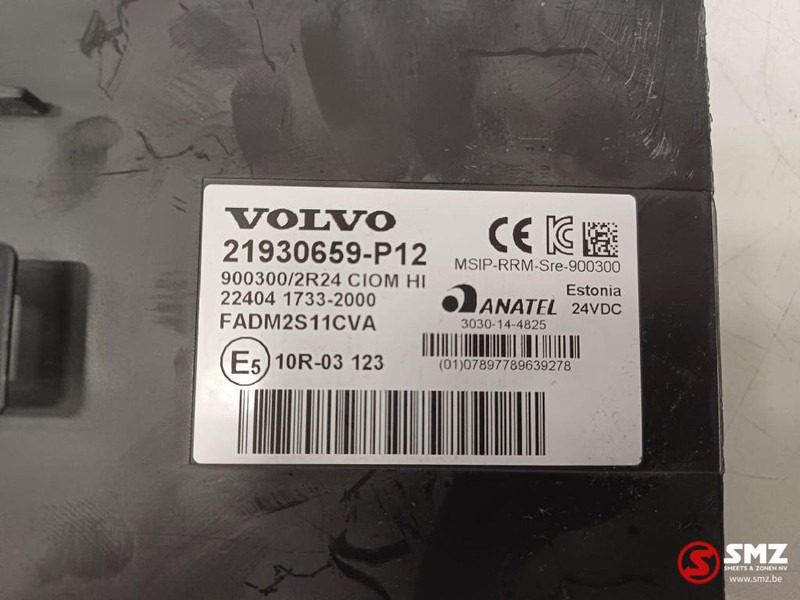 VOLVO
21930659-P12
900300/2R24 CIOM HI
22404 1733-2000
FADM2S11CVA
E5 10R-03 123
CE
MSIP-RRM-Sre-900300
ANATEL
Estonia
24VDC
3030-14-4825
(01)07897789639278
SMZ
SMEETS & ZONEN NV
www.smz.be